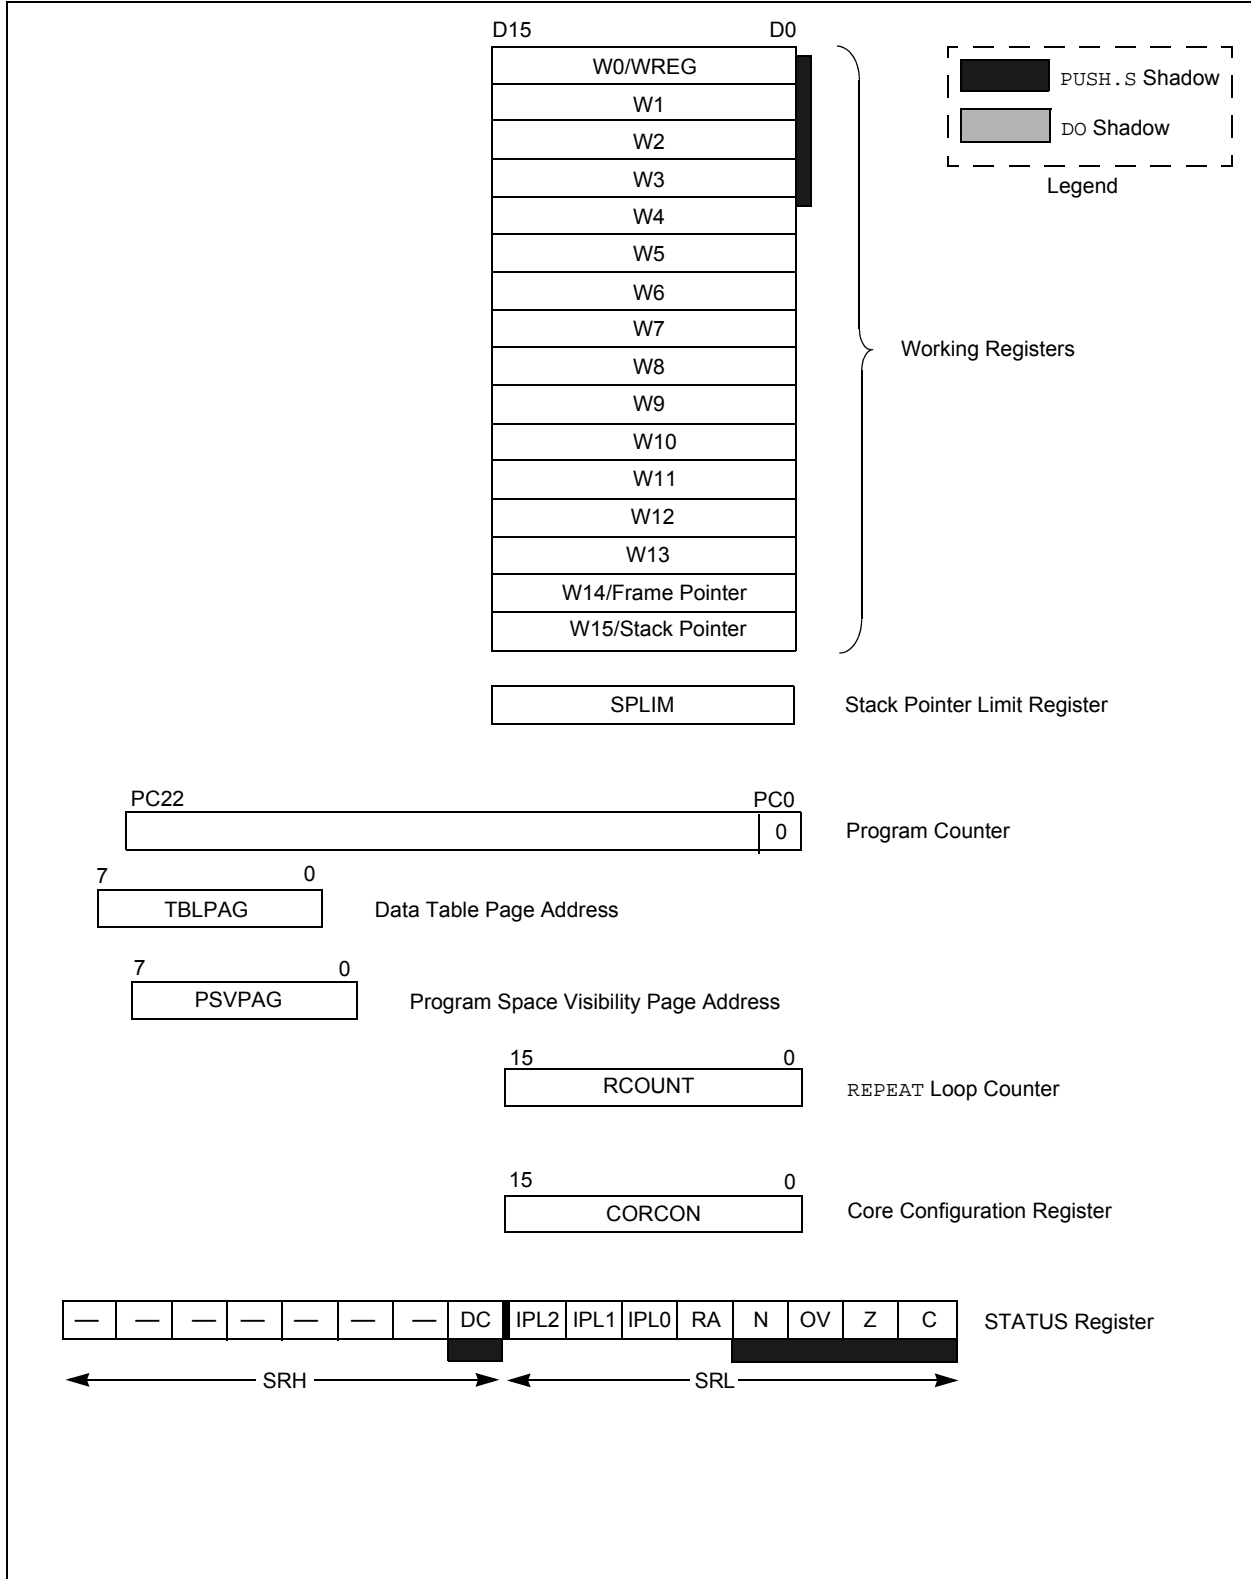 D15 D0
W0/WREG
W1
W2
W3
W4
W5
W6
W7
W8
W9
W10
W11
W12
W13
W14/Frame Pointer
W15/Stack Pointer
PUSH.S Shadow
DO Shadow
Legend
Working Registers
SPLIM Stack Pointer Limit Register
PC22 PC0
0 Program Counter
7 0
TBLPAG Data Table Page Address
7 0
PSVPAG Program Space Visibility Page Address
15 0
RCOUNT REPEAT Loop Counter
15 0
CORCON Core Configuration Register
— — — — — — — DC IPL2 IPL1 IPL0 RA N OV Z C STATUS Register
SRH SRL